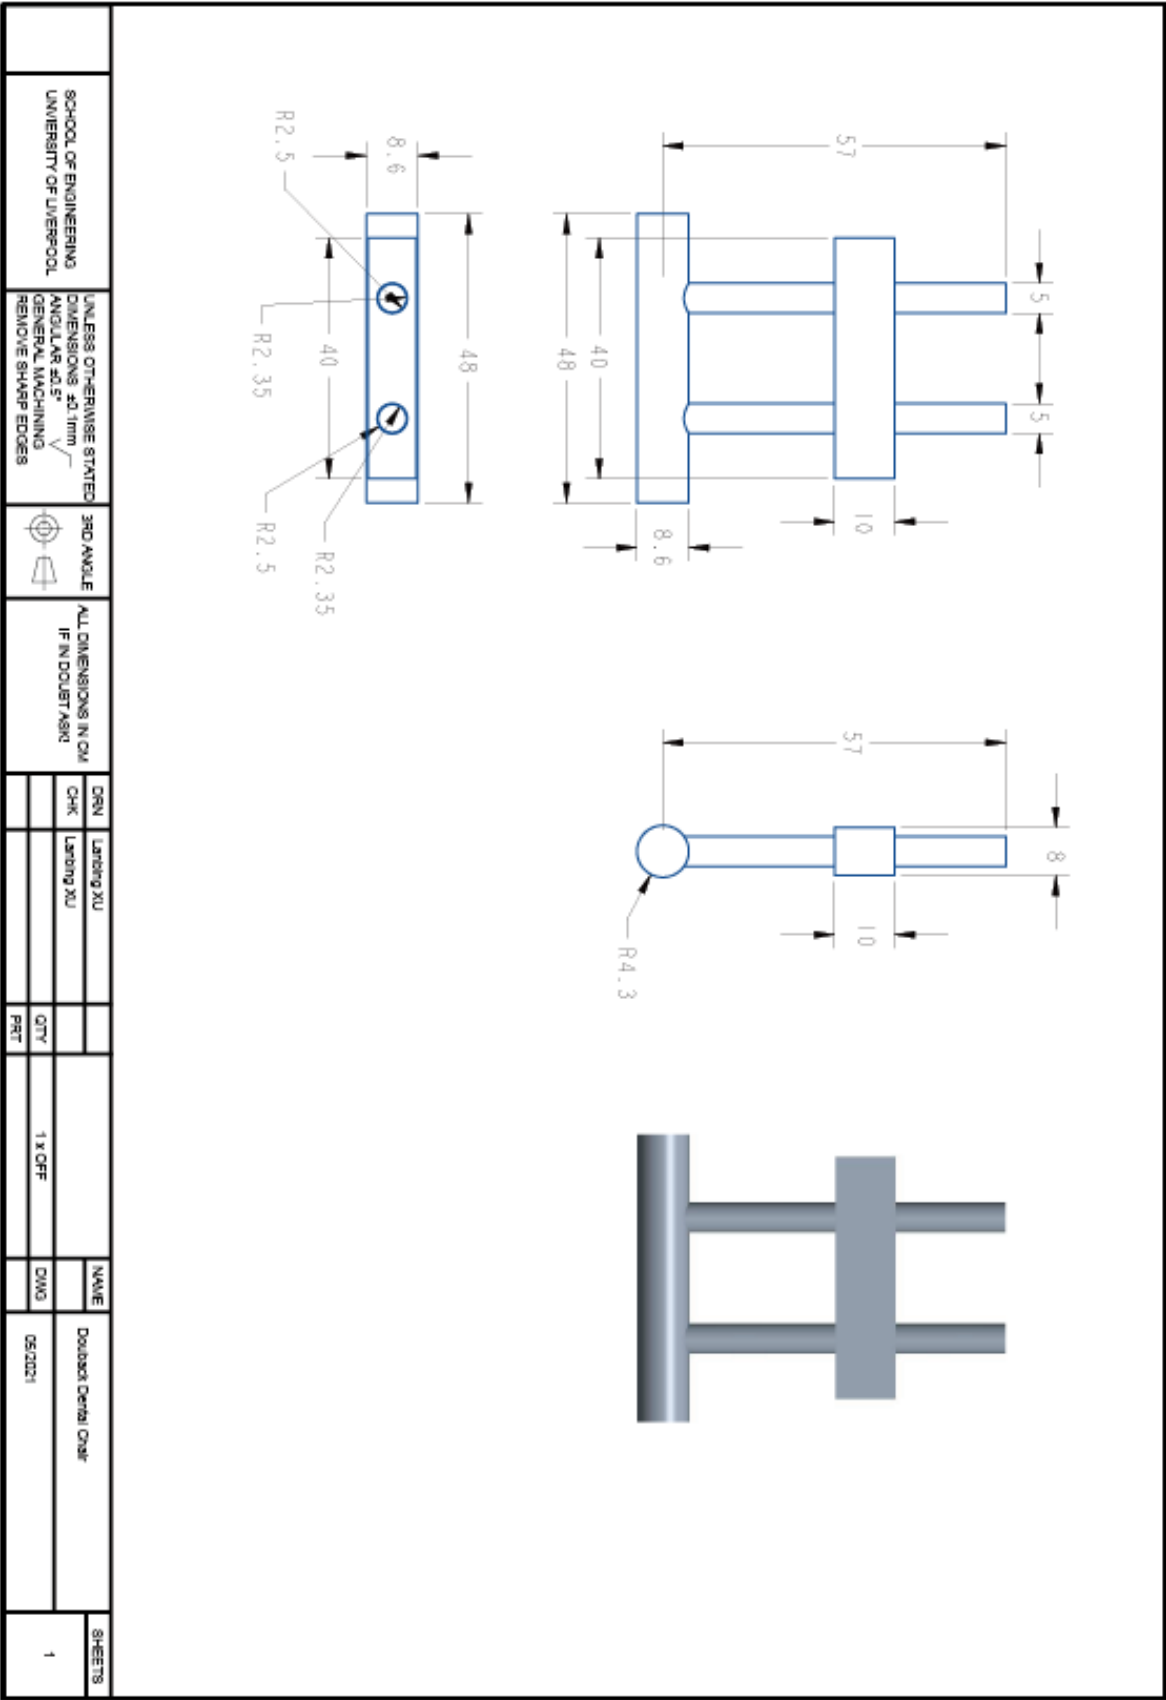 57
5
5
40
48
10
8.6
57
8
10
R4.3
48
40
8.6
R2.5
R2.35
R2.5
R2.35
SCHOOL OF ENGINEERING
UNVIERSITY OF LIVERPOOL
UNLESS OTHERWISE STATED
DIMENSIONS ±0.1mm
ANGULAR ±0.5°
GENERAL MACHINING
REMOVE SHARP EDGES
3RD ANGLE
ALL DIMENSIONS IN CM
IF IN DOUBT ASK!
DRN Lanbing XU
CHK Lanbing XU
QTY 1 x OFF
PRT
NAME Douback Dental Chair
DWG 05/2021
SHEETS
1